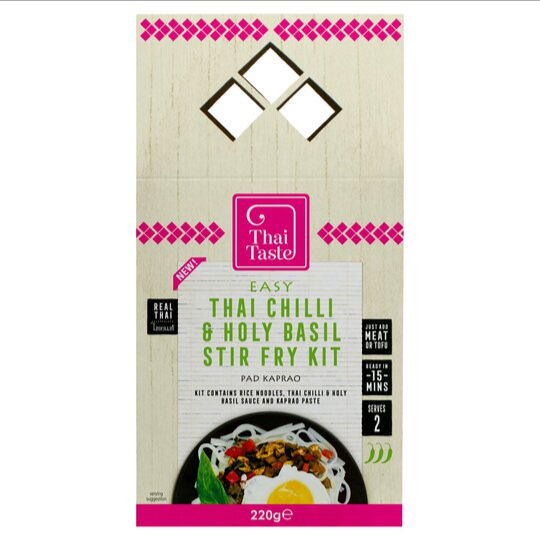 Thai
Taste
NEW!
EASY
THAI CHILLI
& HOLY BASIL
STIR FRY KIT
PAD KAPRAO
KIT CONTAINS RICE NOODLES, THAI CHILLI & HOLY
BASIL SAUCE AND KAPRAO PASTE
REAL
THAI
JUST ADD
MEAT
OR TOFU
READY IN
-15-
MINS
SERVES
2
serving
suggestion
220g℮